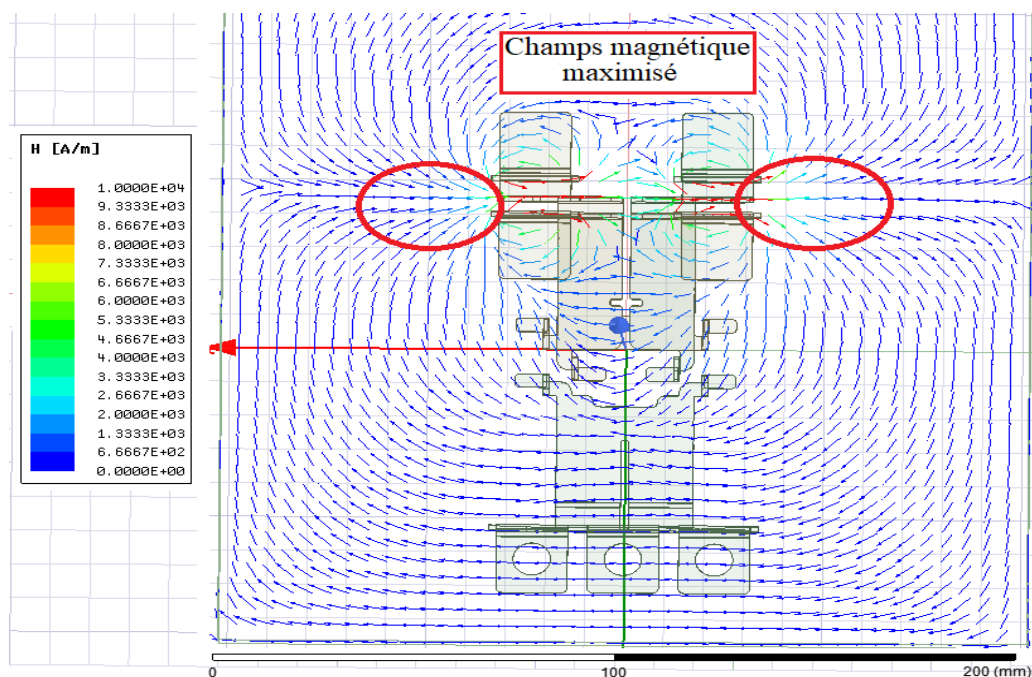 Champs magnétique
maximisé
H [A/m]
1.0000E+04
9.3333E+03
8.6667E+03
8.0000E+03
7.3333E+03
6.6667E+03
6.0000E+03
5.3333E+03
4.6667E+03
4.0000E+03
3.3333E+03
2.6667E+03
2.0000E+03
1.3333E+03
6.6667E+02
0.0000E+00
0 100 200 (mm)